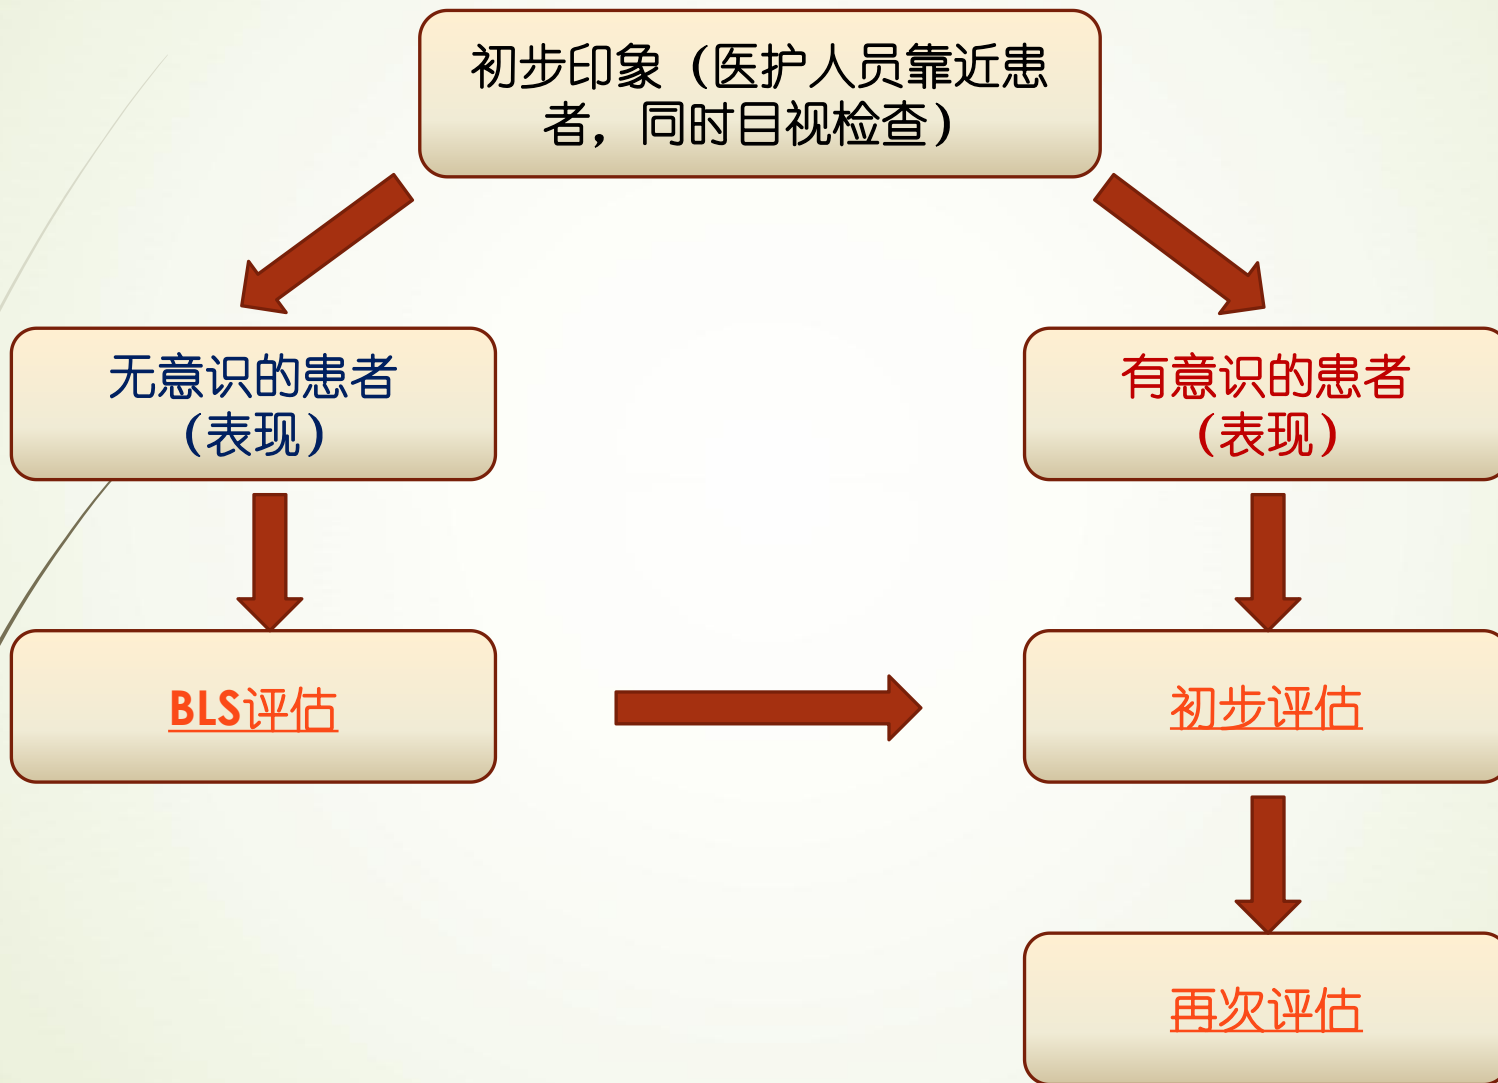 初步印象（医护人员靠近患
者，同时目视检查）
无意识的患者
（表现）
有意识的患者
（表现）
BLS评估
初步评估
再次评估